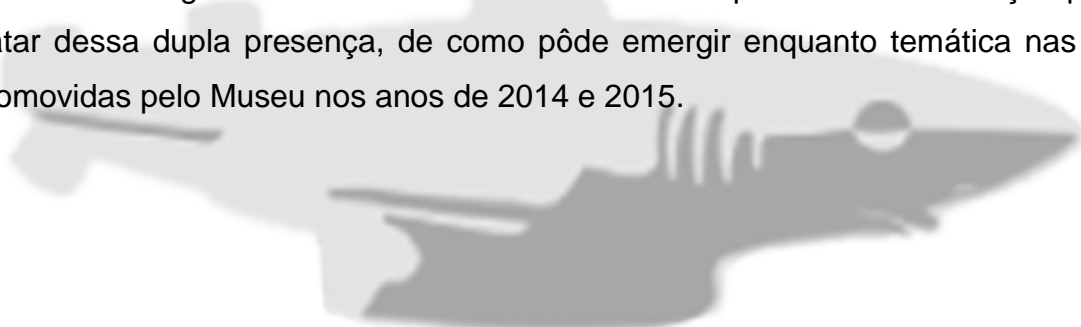 atar dessa dupla presença, de como pôde emergir enquanto temática nas
omovidas pelo Museu nos anos de 2014 e 2015.